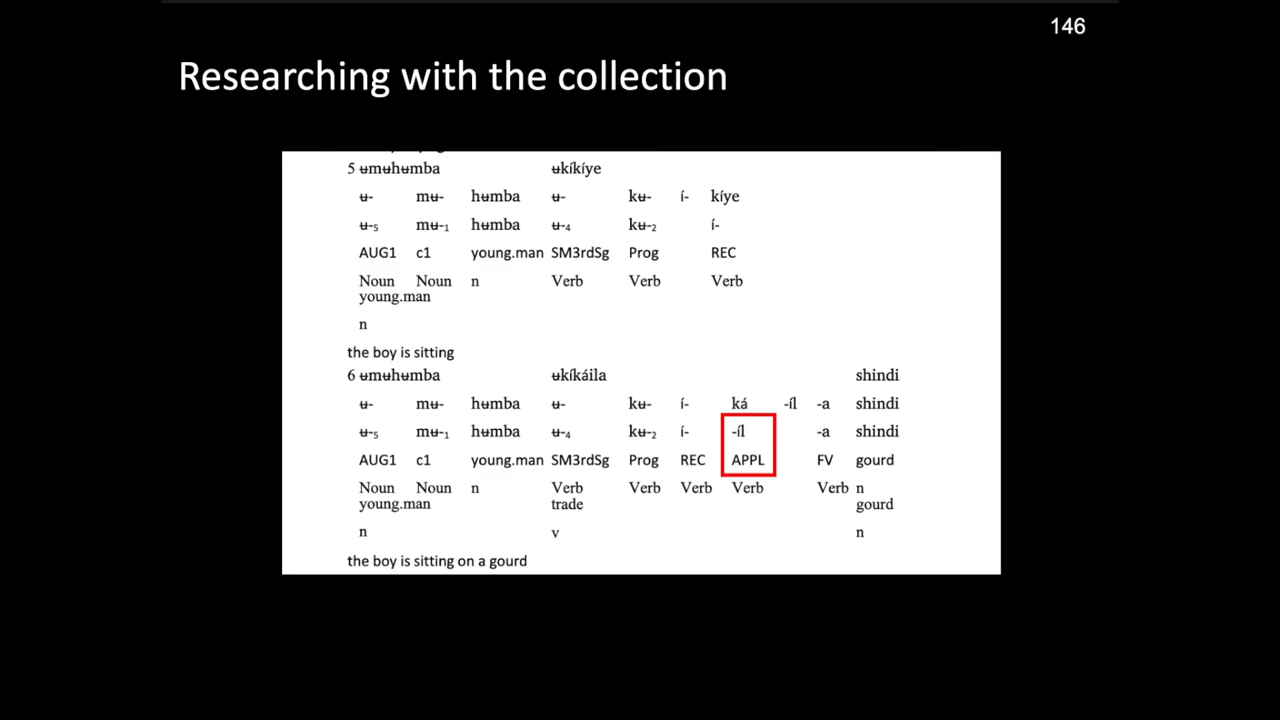 146
Researching with the collection
5 ʉmʉhʉmba ʉkíkíye
ʉ- mʉ- hʉmba ʉ- kʉ- í- kíye
ʉ-₅ mʉ-₁ hʉmba ʉ-₄ kʉ-₂ í-
AUG1 c1 young.man SM3rdSg Prog REC
Noun Noun n Verb Verb Verb
young.man
n
the boy is sitting
6 ʉmʉhʉmba ʉkíkáila shindi
ʉ- mʉ- hʉmba ʉ- kʉ- í- ká -íl -a shindi
ʉ-₅ mʉ-₁ hʉmba ʉ-₄ kʉ-₂ í- -íl -a shindi
AUG1 c1 young.man SM3rdSg Prog REC APPL FV gourd
Noun Noun n Verb Verb Verb Verb Verb n
young.man trade gourd
n v n
the boy is sitting on a gourd